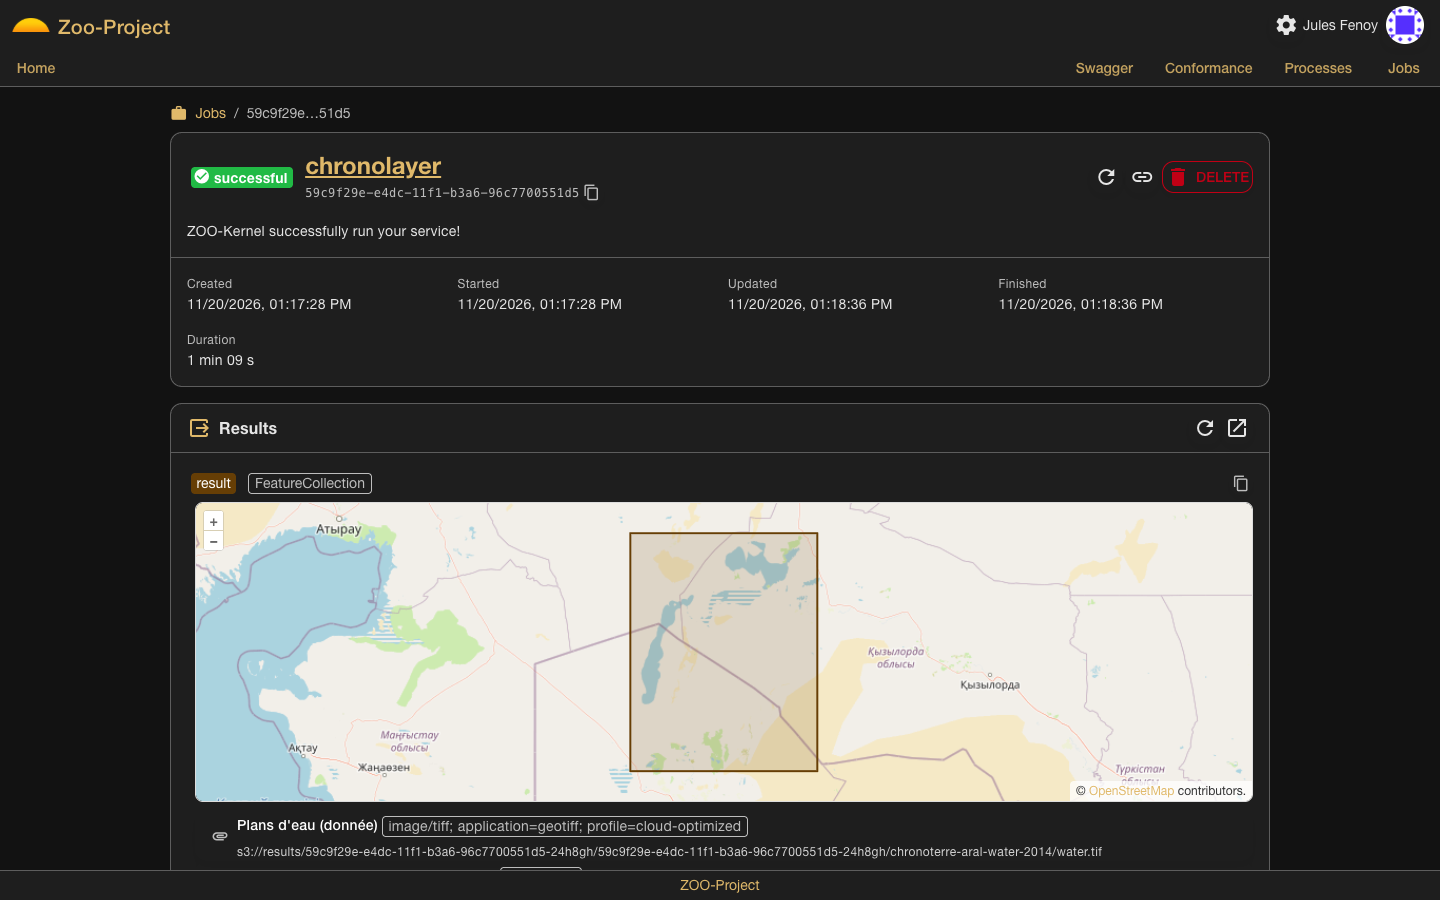 Zoo-Project
Jules Fenoy
Home
Swagger
Conformance
Processes
Jobs
Jobs / 59c9f29e...51d5
successful
chronolayer
59c9f29e-e4dc-11f1-b3a6-96c7700551d5
DELETE
ZOO-Kernel successfully run your service!
Created
11/20/2026, 01:17:28 PM
Started
11/20/2026, 01:17:28 PM
Updated
11/20/2026, 01:18:36 PM
Finished
11/20/2026, 01:18:36 PM
Duration
1 min 09 s
Results
result
FeatureCollection
+
−
Атырау
Қызылорда
облысы
Қызылорда
Маңғыстау
облысы
Ақтау
Жаңаөзен
Түркістан
© OpenStreetMap contributors.
Plans d'eau (donnée) image/tiff; application=geotiff; profile=cloud-optimized
s3://results/59c9f29e-e4dc-11f1-b3a6-96c7700551d5-24h8gh/59c9f29e-e4dc-11f1-b3a6-96c7700551d5-24h8gh/chronoterre-aral-water-2014/water.tif
ZOO-Project